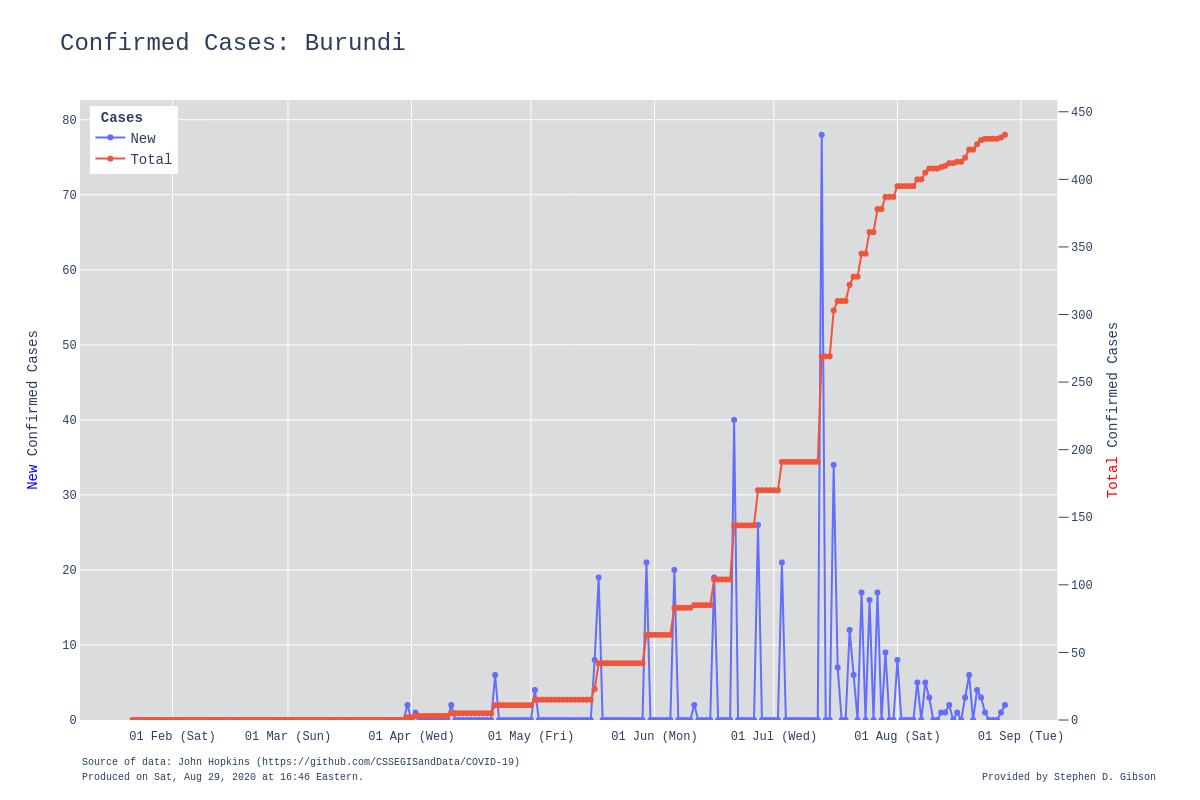 Confirmed Cases: Burundi
Cases
New
Total
80
70
60
50
40
30
20
10
0
450
400
350
300
250
200
150
100
50
0
New Confirmed Cases
Total Confirmed Cases
01 Feb (Sat) 01 Mar (Sun) 01 Apr (Wed) 01 May (Fri) 01 Jun (Mon) 01 Jul (Wed) 01 Aug (Sat) 01 Sep (Tue)
Source of data: John Hopkins (https://github.com/CSSEGISandData/COVID-19)
Produced on Sat, Aug 29, 2020 at 16:46 Eastern.
Provided by Stephen D. Gibson